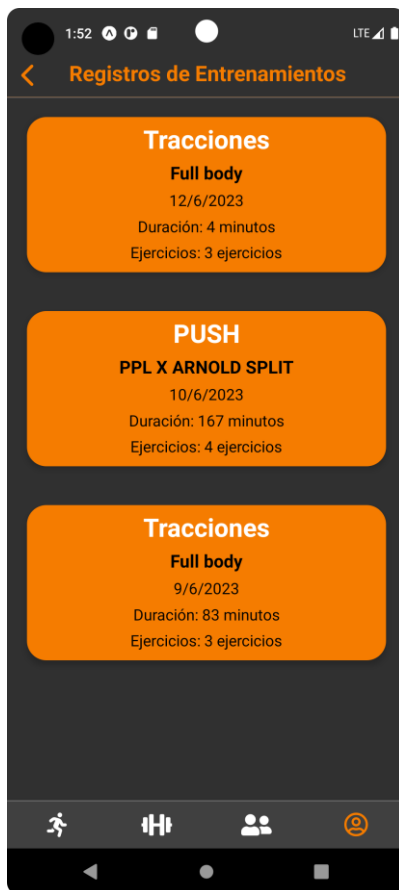 1:52
LTE
Registros de Entrenamientos
Tracciones
Full body
12/6/2023
Duración: 4 minutos
Ejercicios: 3 ejercicios
PUSH
PPL X ARNOLD SPLIT
10/6/2023
Duración: 167 minutos
Ejercicios: 4 ejercicios
Tracciones
Full body
9/6/2023
Duración: 83 minutos
Ejercicios: 3 ejercicios